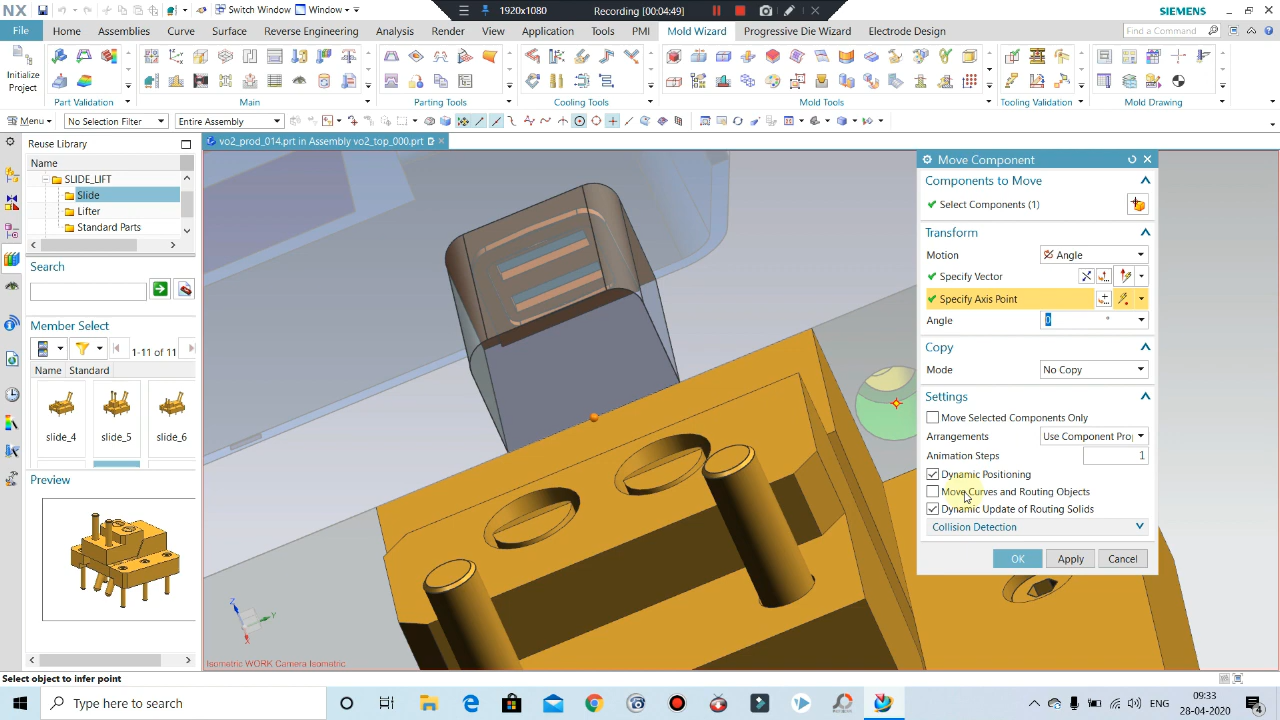 NX
Switch Window
Window
1920x1080
Recording [00:04:49]
SIEMENS
File
Home
Curve
Surface
Analysis
Application
Tools
PMI
Mold Wizard
Progressive Die Wizard
Electrode Design
Find a Command
Initialize
Project
Part Validation
Main
Parting Tools
Cooling Tools
Mold Tools
Tooling Validation
Mold Drawing
Menu
No Selection Filter
Entire Assembly
vo2_prod_014.prt in Assembly vo2_top_000.prt
Reuse Library
Name
SLIDE_LIFT
Slide
Lifter
Standard Parts
Search
Member Select
1-11 of 11
Name
Standard
slide_4
slide_5
slide_6
Preview
Move Component
Components to Move
Select Components (1)
Transform
Motion
Angle
Specify Vector
Specify Axis Point
Angle
0
°
Copy
Mode
No Copy
Settings
Move Selected Components Only
Arrangements
Use Component Pro
Animation Steps
1
Dynamic Positioning
Move Curves and Routing Objects
Dynamic Update of Routing Solids
Collision Detection
OK
Apply
Cancel
Z
Y
X
Isometric WORK Camera Isometric
Select object to infer point
Type here to search
ENG
09:33
28-04-2020
4